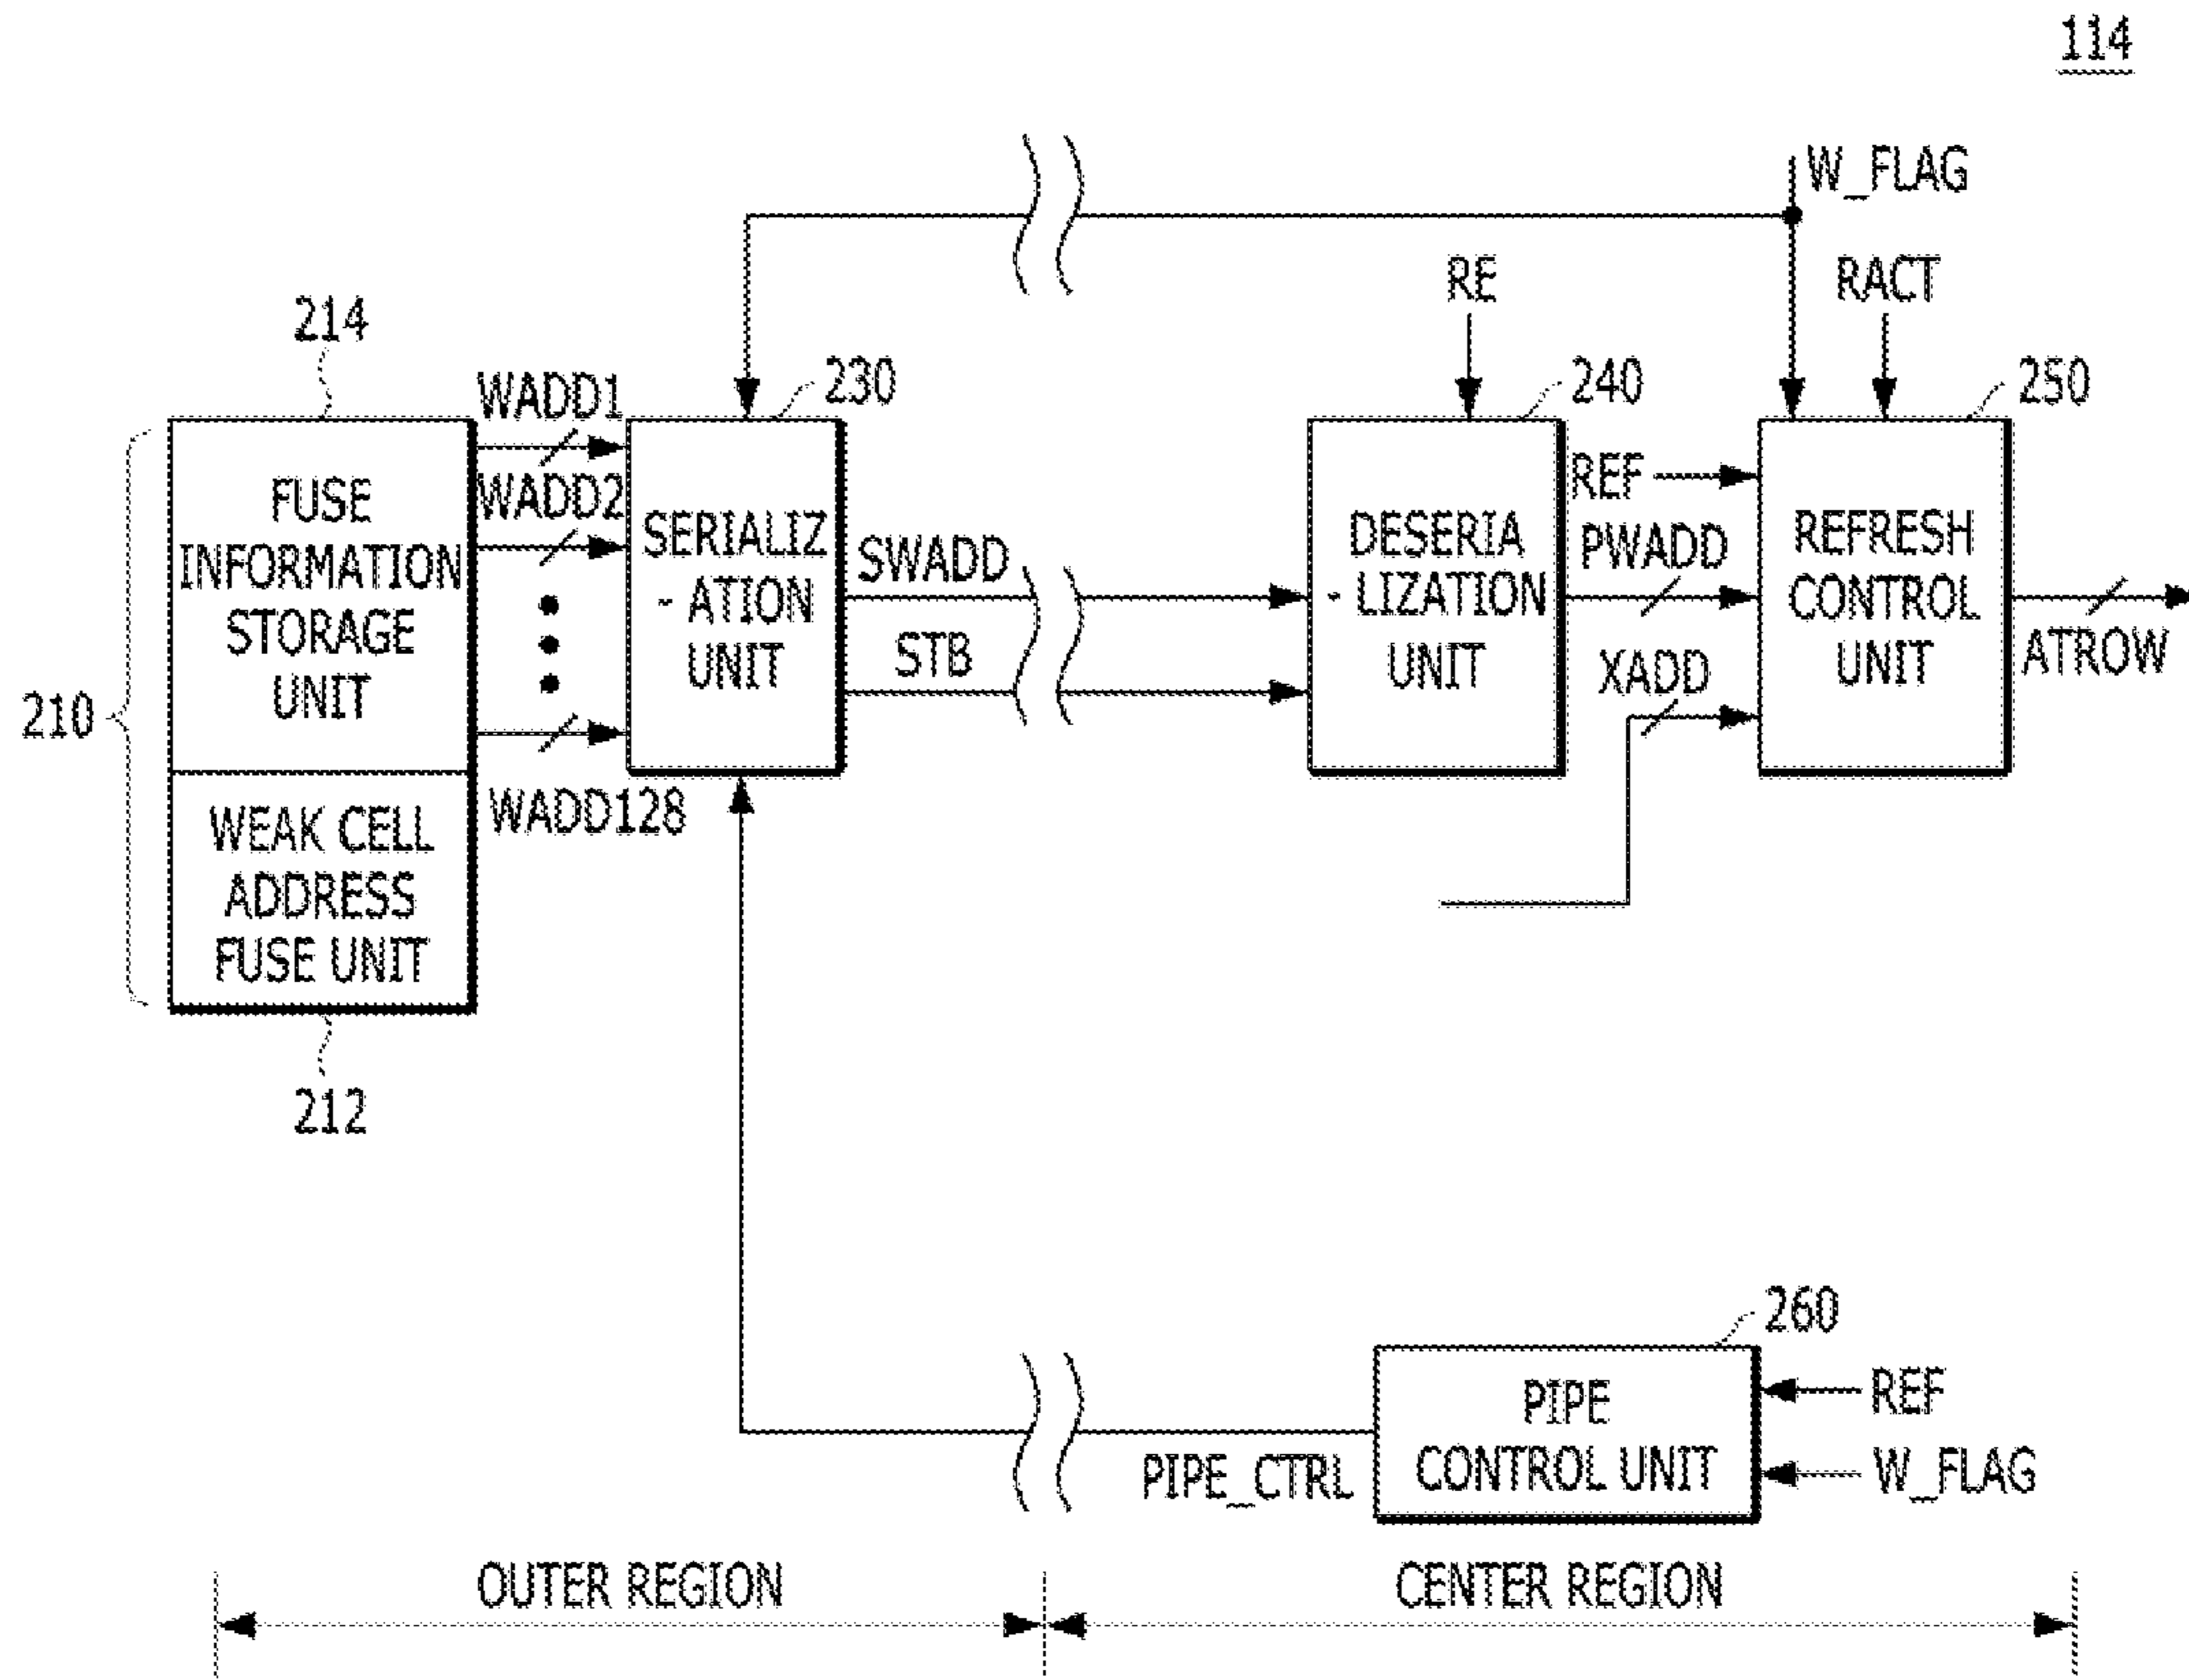 114
W_FLAG
RE
RACT
214
230
240
250
WADD1
WADD2
WADD128
FUSE
INFORMATION
STORAGE
UNIT
210
WEAK CELL
ADDRESS
FUSE UNIT
212
SERIALIZ
- ATION
UNIT
SWADD
STB
DESERIA
- LIZATION
UNIT
REF
PWADD
XADD
REFRESH
CONTROL
UNIT
ATROW
260
PIPE
CONTROL UNIT
REF
W_FLAG
PIPE_CTRL
OUTER REGION
CENTER REGION